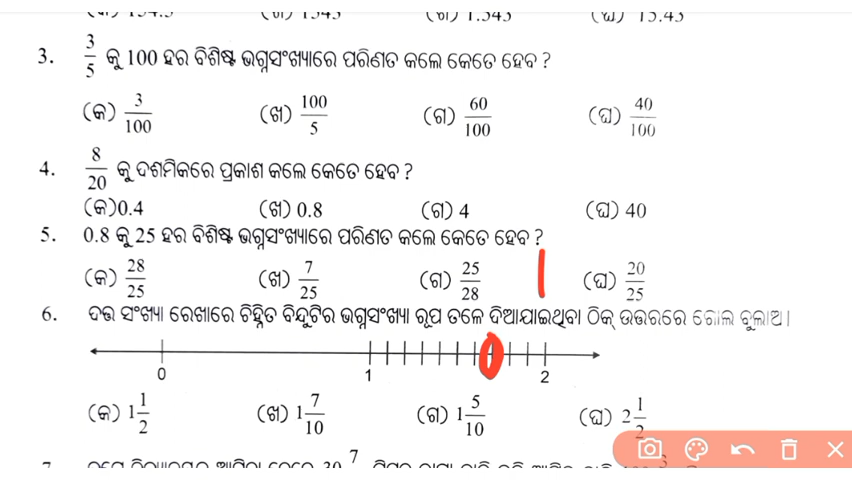 3. 3/5 କୁ 100 ହର ବିଶିଷ୍ଟ ଭଗ୍ନସଂଖ୍ୟାରେ ପରିଣତ କଲେ କେତେ ହେବ ?
(କ) 3/100 (ଖ) 100/5 (ଗ) 60/100 (ଘ) 40/100
4. 8/20 କୁ ଦଶମିକରେ ପ୍ରକାଶ କଲେ କେତେ ହେବ ?
(କ)0.4 (ଖ) 0.8 (ଗ) 4 (ଘ) 40
5. 0.8 କୁ 25 ହର ବିଶିଷ୍ଟ ଭଗ୍ନସଂଖ୍ୟାରେ ପରିଣତ କଲେ କେତେ ହେବ ?
(କ) 28/25 (ଖ) 7/25 (ଗ) 25/28 (ଘ) 20/25
6. ଦତ୍ତ ସଂଖ୍ୟା ରେଖାରେ ଚିହ୍ନିତ ବିନ୍ଦୁଟିର ଭଗ୍ନସଂଖ୍ୟା ରୂପ ତଳେ ଦିଆଯାଇଥିବା ଠିକ୍ ଉତ୍ତରରେ ଗୋଲ ବୁଲାଅ ।
0 1 2
(କ) 1 1/2 (ଖ) 1 7/10 (ଗ) 1 5/10 (ଘ) 2 1/2